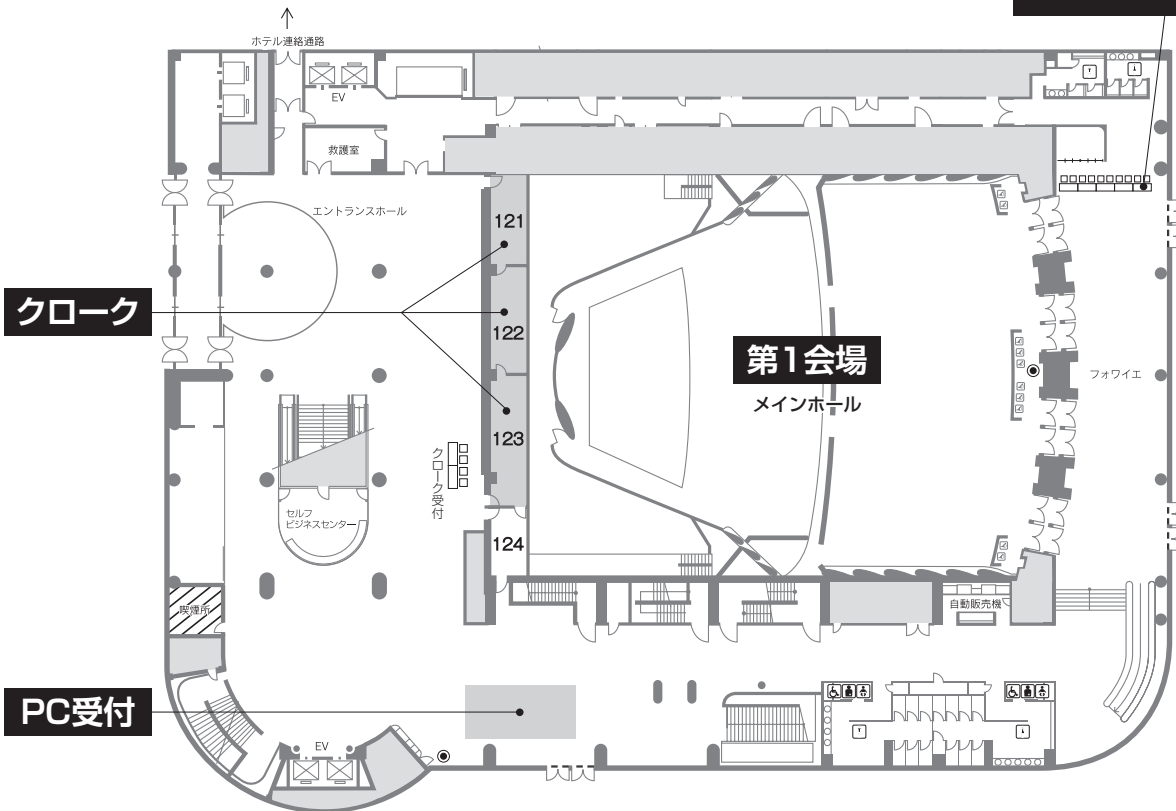 ホテル連絡通路
EV
救護室
エントランスホール
121
クローク
122
第1会場
メインホール
フォワイエ
123
クローク受付
セルフ
ビジネスセンター
124
喫煙所
自動販売機
PC受付
EV